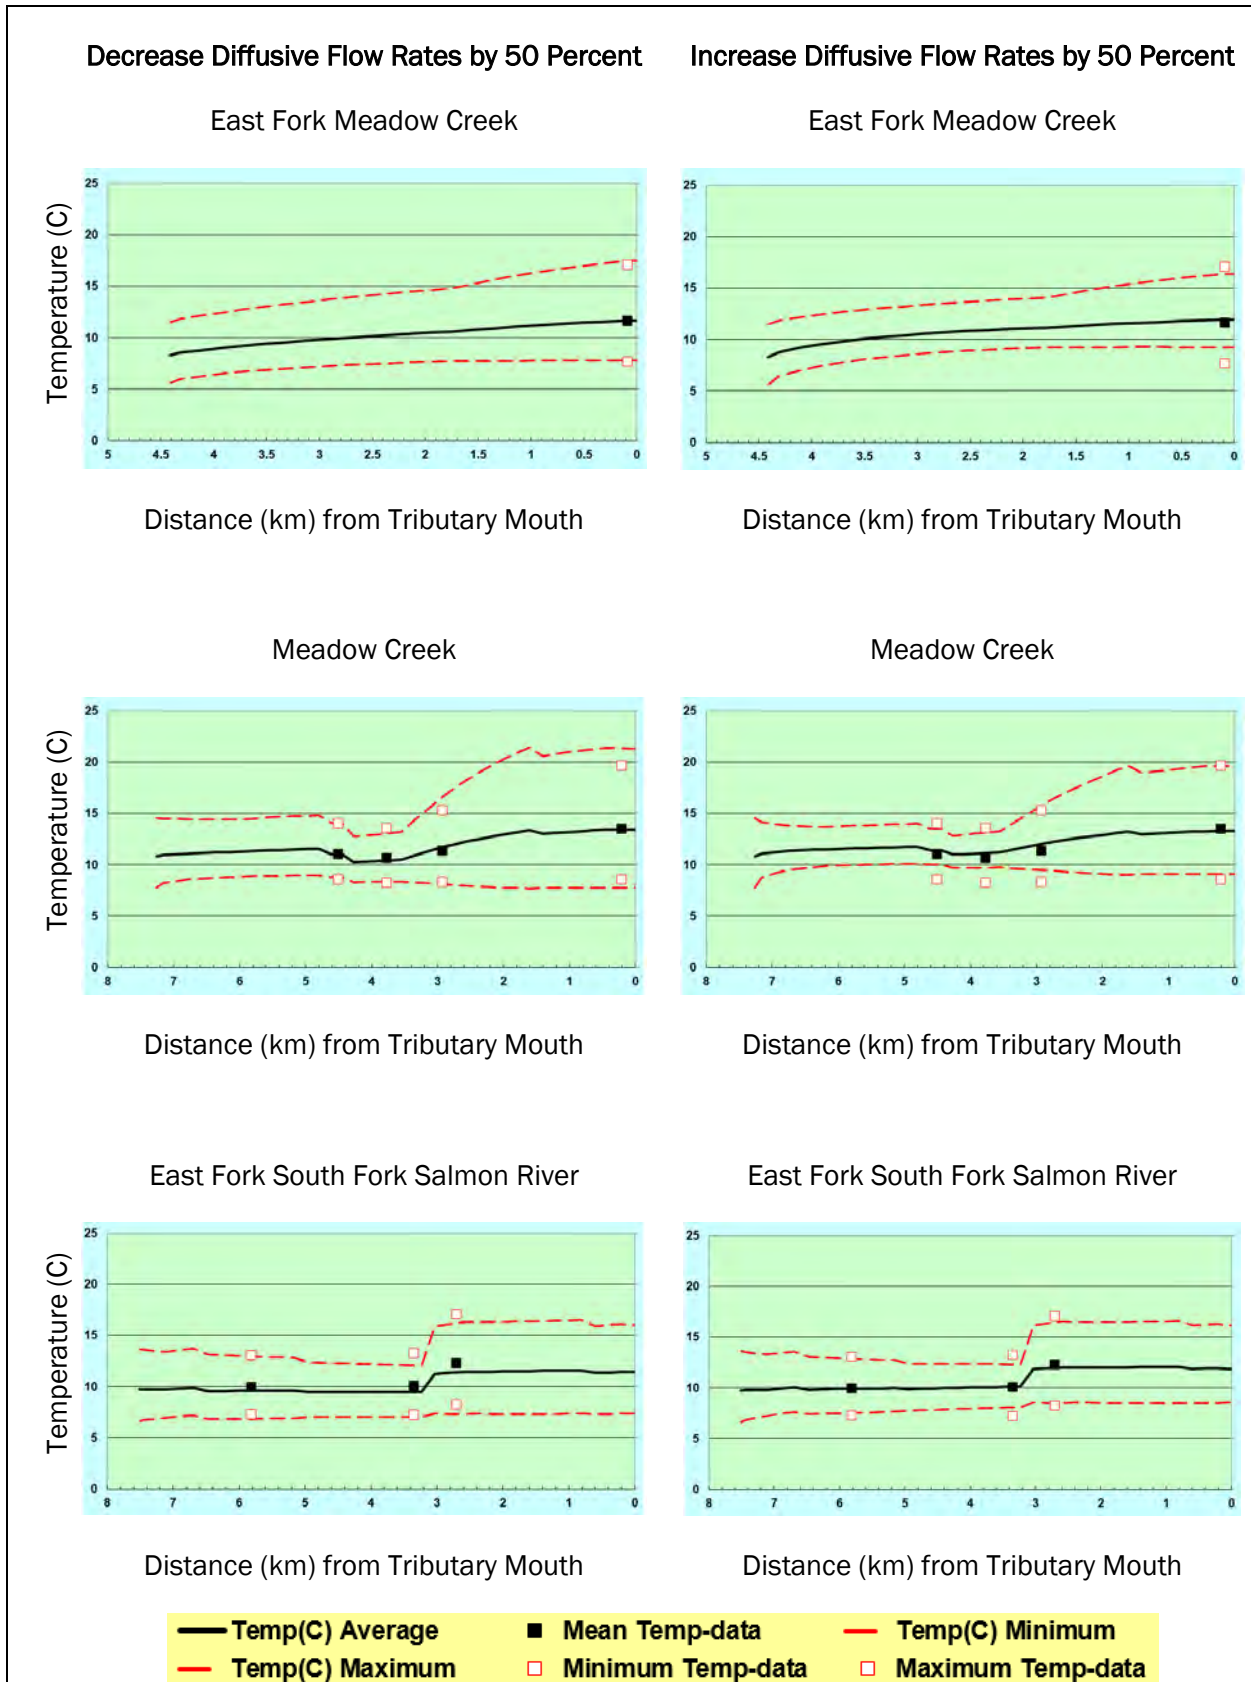 Decrease Diffusive Flow Rates by 50 Percent
Increase Diffusive Flow Rates by 50 Percent
East Fork Meadow Creek
East Fork Meadow Creek
Temperature (C)
25
20
15
10
5
0
5 4.5 4 3.5 3 2.5 2 1.5 1 0.5 0
25
20
15
10
5
0
5 4.5 4 3.5 3 2.5 2 1.5 1 0.5 0
Distance (km) from Tributary Mouth
Distance (km) from Tributary Mouth
Meadow Creek
Meadow Creek
Temperature (C)
25
20
15
10
5
0
8 7 6 5 4 3 2 1 0
25
20
15
10
5
0
8 7 6 5 4 3 2 1 0
Distance (km) from Tributary Mouth
Distance (km) from Tributary Mouth
East Fork South Fork Salmon River
East Fork South Fork Salmon River
Temperature (C)
25
20
15
10
5
0
8 7 6 5 4 3 2 1 0
25
20
15
10
5
0
8 7 6 5 4 3 2 1 0
Distance (km) from Tributary Mouth
Distance (km) from Tributary Mouth
Temp(C) Average Mean Temp-data Temp(C) Minimum
Temp(C) Maximum Minimum Temp-data Maximum Temp-data